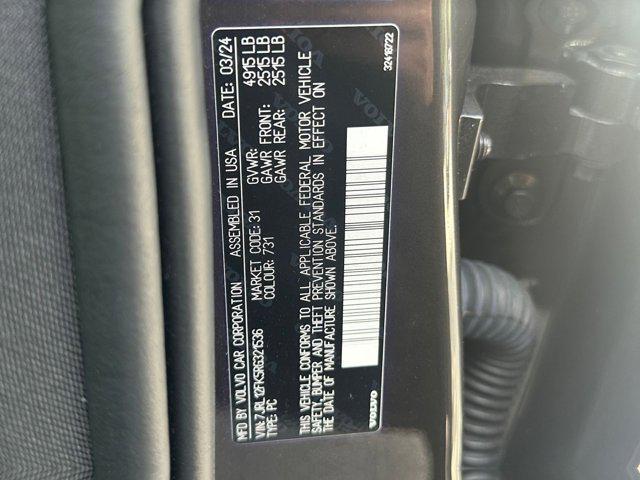 MFD BY VOLVO CAR CORPORATION ASSEMBLED IN USA DATE: 03/24
VIN: 7JRL12FK5RG321536 MARKET CODE: 31 GVWR: 4915 LB
TYPE: PC COLOUR: 731 GAWR FRONT: 2515 LB
GAWR REAR: 2515 LB
THIS VEHICLE CONFORMS TO ALL APPLICABLE FEDERAL MOTOR VEHICLE
SAFETY, BUMPER AND THEFT PREVENTION STANDARDS IN EFFECT ON
THE DATE OF MANUFACTURE SHOWN ABOVE.
VOLVO 32418722